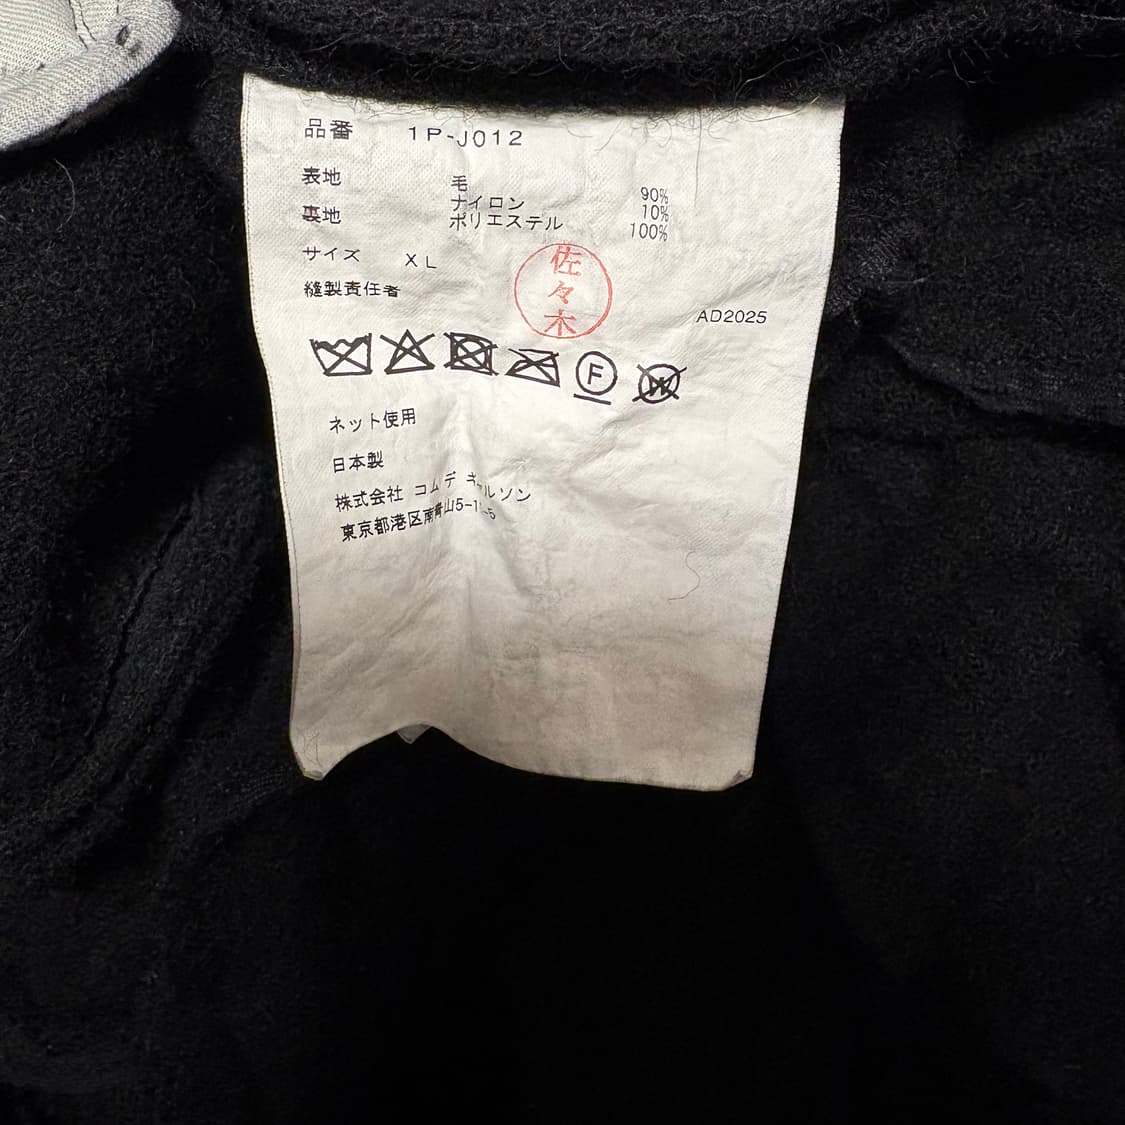 品番 1P-J012
表地 毛 90%
ナイロン 10%
裏地 ポリエステル 100%
サイズ XL
縫製責任者 佐々木
AD2025
F
W
ネット使用
日本製
株式会社 コムデ ギャルソン
東京都港区南青山